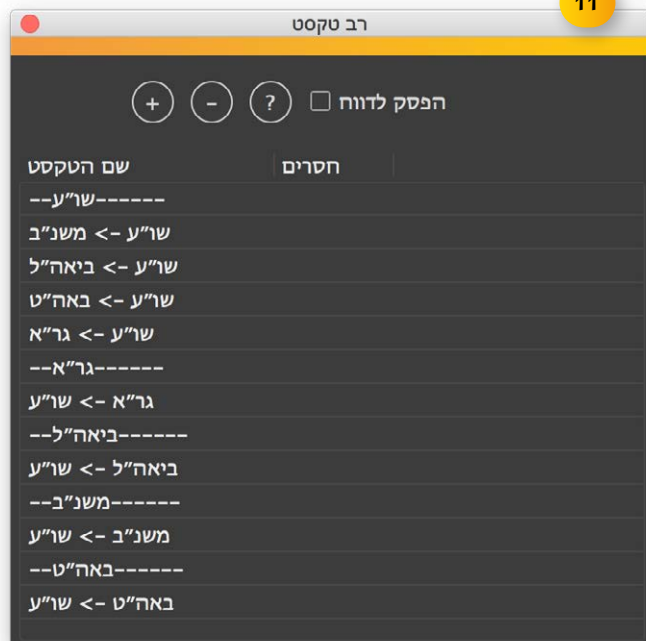 11
רב טקסט
+ - ? הפסק לדווח
שם הטקסט חסרים
--שו"ע------
שו"ע -> משנ"ב
שו"ע -> ביאה"ל
שו"ע -> באה"ט
שו"ע -> גר"א
--גר"א------
גר"א -> שו"ע
--ביאה"ל------
ביאה"ל -> שו"ע
--משנ"ב------
משנ"ב -> שו"ע
--באה"ט------
באה"ט -> שו"ע